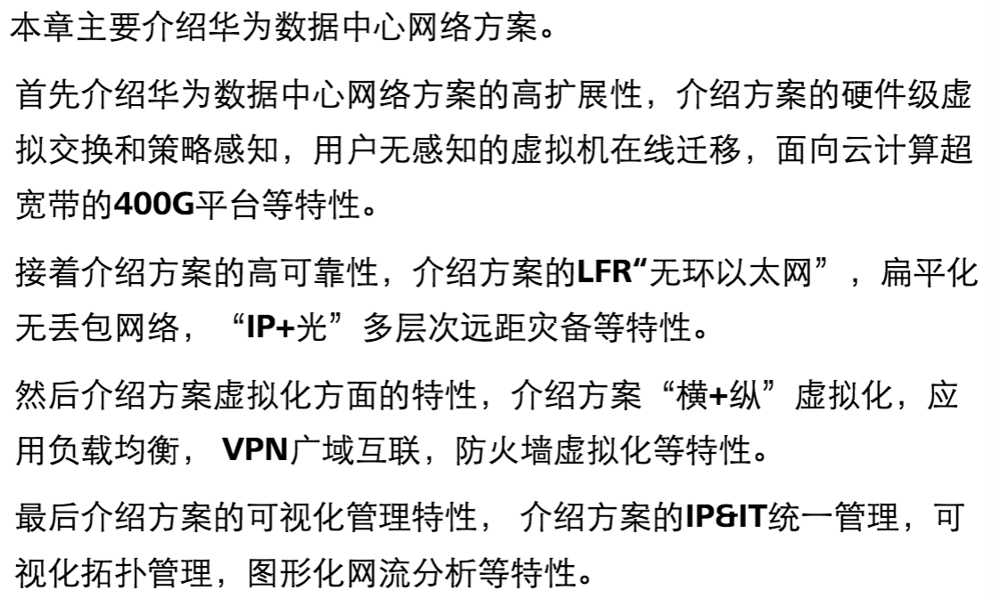 本章主要介绍华为数据中心网络方案。
首先介绍华为数据中心网络方案的高扩展性，介绍方案的硬件级虚
拟交换和策略感知，用户无感知的虚拟机在线迁移，面向云计算超
宽带的400G平台等特性。
接着介绍方案的高可靠性，介绍方案的LFR“无环以太网”，扁平化
无丢包网络，“IP+光”多层次远距灾备等特性。
然后介绍方案虚拟化方面的特性，介绍方案“横+纵”虚拟化，应
用负载均衡， VPN广域互联，防火墙虚拟化等特性。
最后介绍方案的可视化管理特性， 介绍方案的IP&IT统一管理，可
视化拓扑管理，图形化网流分析等特性。